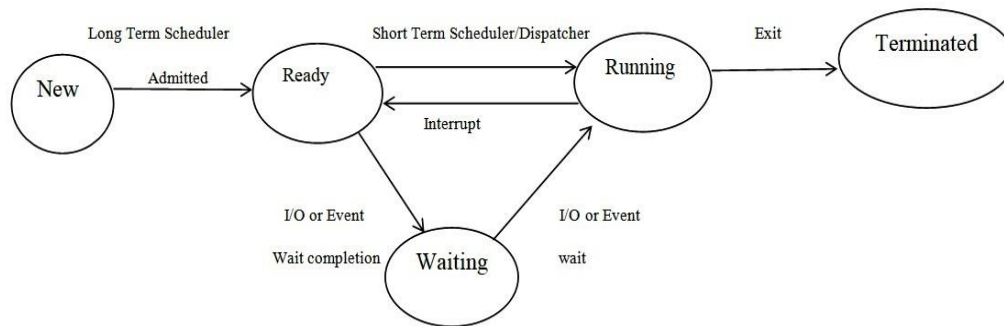 Long Term Scheduler
Short Term Scheduler/Dispatcher
Exit
Terminated
New
Admitted
Ready
Running
Interrupt
I/O or Event
Wait completion
Waiting
I/O or Event
wait